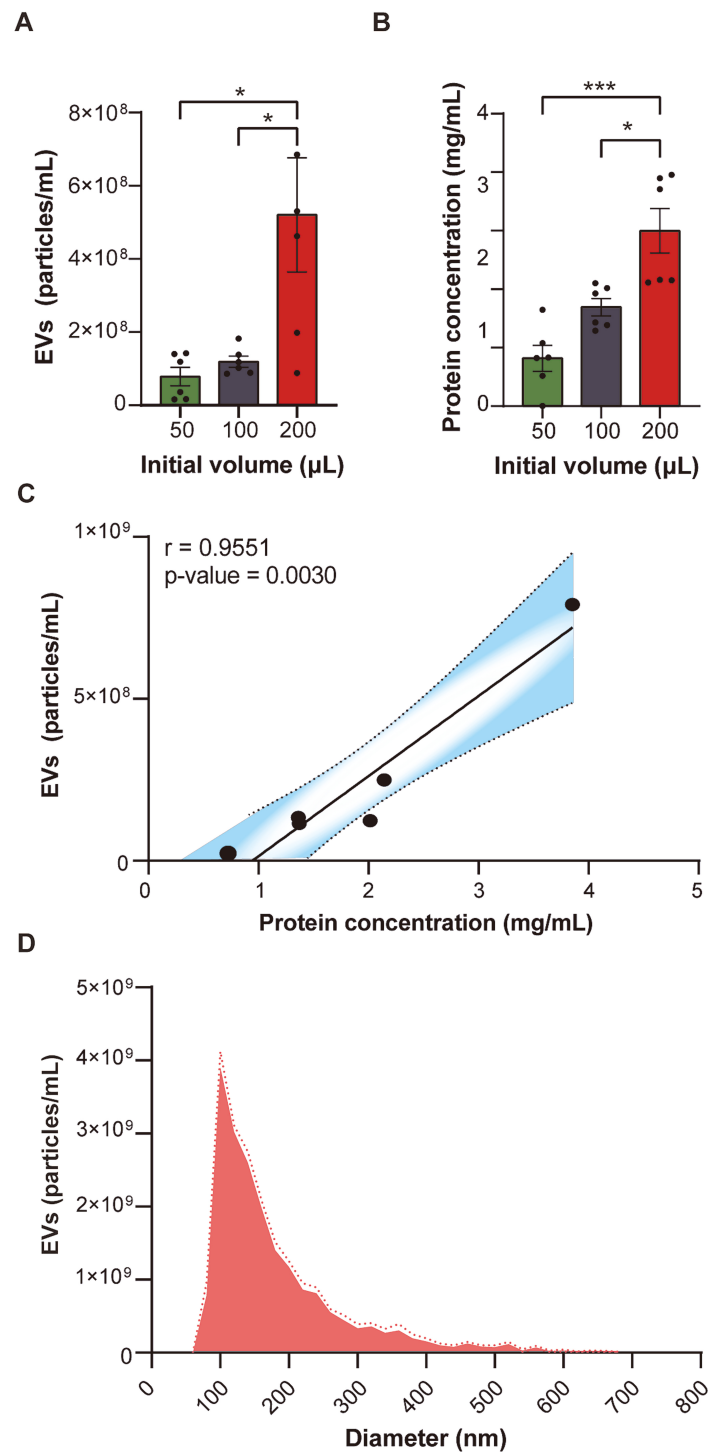 A
EVs (particles/mL)
8×10⁸
6×10⁸
4×10⁸
2×10⁸
0
*
*
50 100 200
Initial volume (µL)
B
Protein concentration (mg/mL)
4
3
2
1
0
***
*
50 100 200
Initial volume (µL)
C
EVs (particles/mL)
1×10⁹
5×10⁸
0
r = 0.9551
p-value = 0.0030
0 1 2 3 4 5
Protein concentration (mg/mL)
D
EVs (particles/mL)
5×10⁹
4×10⁹
3×10⁹
2×10⁹
1×10⁹
0
0 100 200 300 400 500 600 700 800
Diameter (nm)